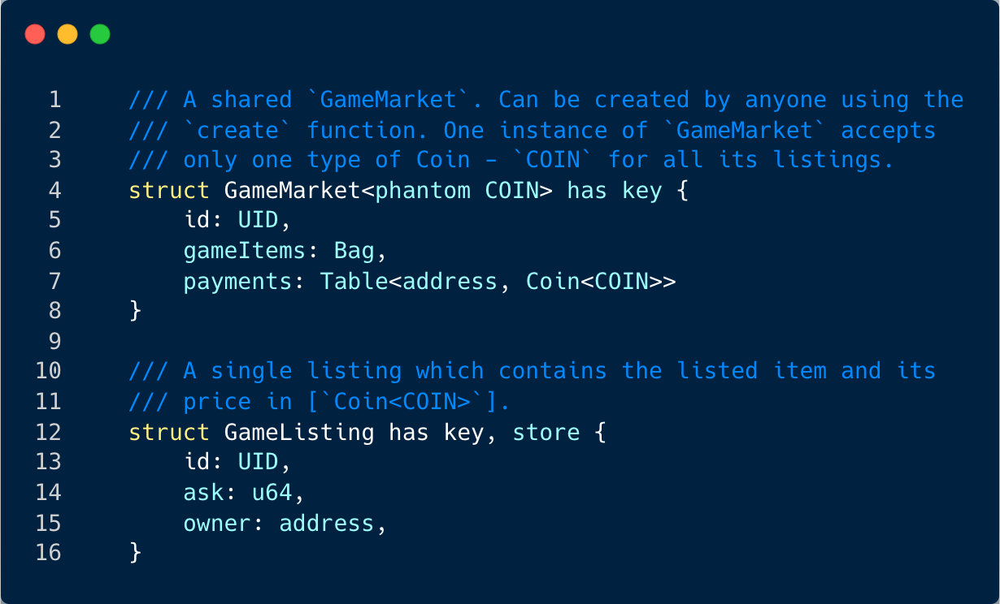 1    /// A shared `GameMarket`. Can be created by anyone using the
2    /// `create` function. One instance of `GameMarket` accepts
3    /// only one type of Coin - `COIN` for all its listings.
4    struct GameMarket<phantom COIN> has key {
5        id: UID,
6        gameItems: Bag,
7        payments: Table<address, Coin<COIN>>
8    }
9
10    /// A single listing which contains the listed item and its
11    /// price in [`Coin<COIN>`].
12    struct GameListing has key, store {
13        id: UID,
14        ask: u64,
15        owner: address,
16    }